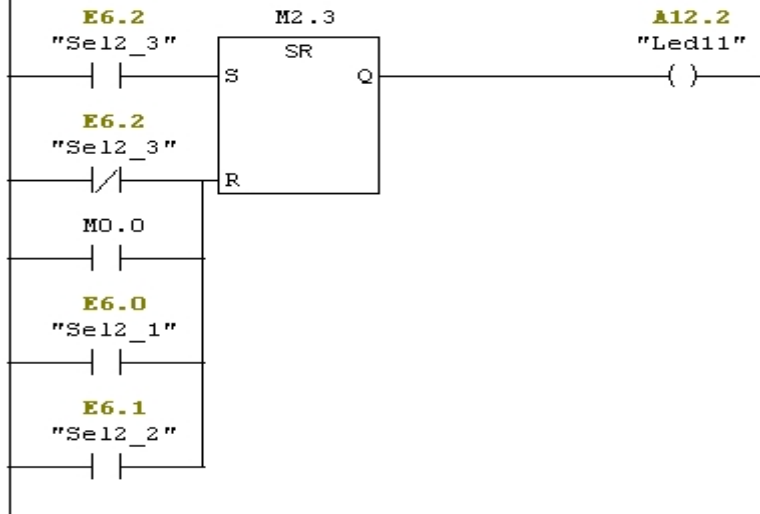 E6.2
"Sel2_3"
M2.3
SR
S
Q
A12.2
"Led11"
E6.2
"Sel2_3"
R
M0.0
E6.0
"Sel2_1"
E6.1
"Sel2_2"